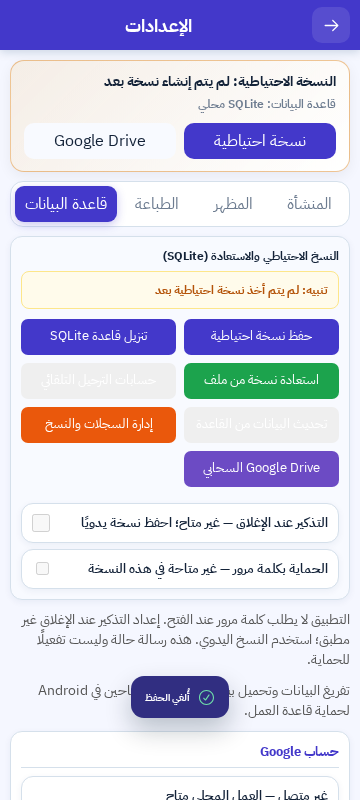 الإعدادات
النسخة الاحتياطية: لم يتم إنشاء نسخة بعد
قاعدة البيانات: SQLite محلي
نسخة احتياطية
Google Drive
المنشأة
المظهر
الطباعة
قاعدة البيانات
النسخ الاحتياطي والاستعادة (SQLite)
تنبيه: لم يتم أخذ نسخة احتياطية بعد
حفظ نسخة احتياطية
تنزيل قاعدة SQLite
استعادة نسخة من ملف
حسابات الترحيل التلقائي
تحديث البيانات من القاعدة
إدارة السجلات والنسخ
Google Drive السحابي
التذكير عند الإغلاق — غير متاح؛ احفظ نسخة يدويًا
الحماية بكلمة مرور — غير متاحة في هذه النسخة
التطبيق لا يطلب كلمة مرور عند الفتح. إعداد التذكير عند الإغلاق غير
مطبق؛ استخدم النسخ اليدوي. هذه رسالة حالة وليست تفعيلًا
للحماية.
تفريغ البيانات وتحميل
احين في Android
لحماية قاعدة العمل.
أُلغي الحفظ
حساب Google
غير متصل — العمل المحلي متاح